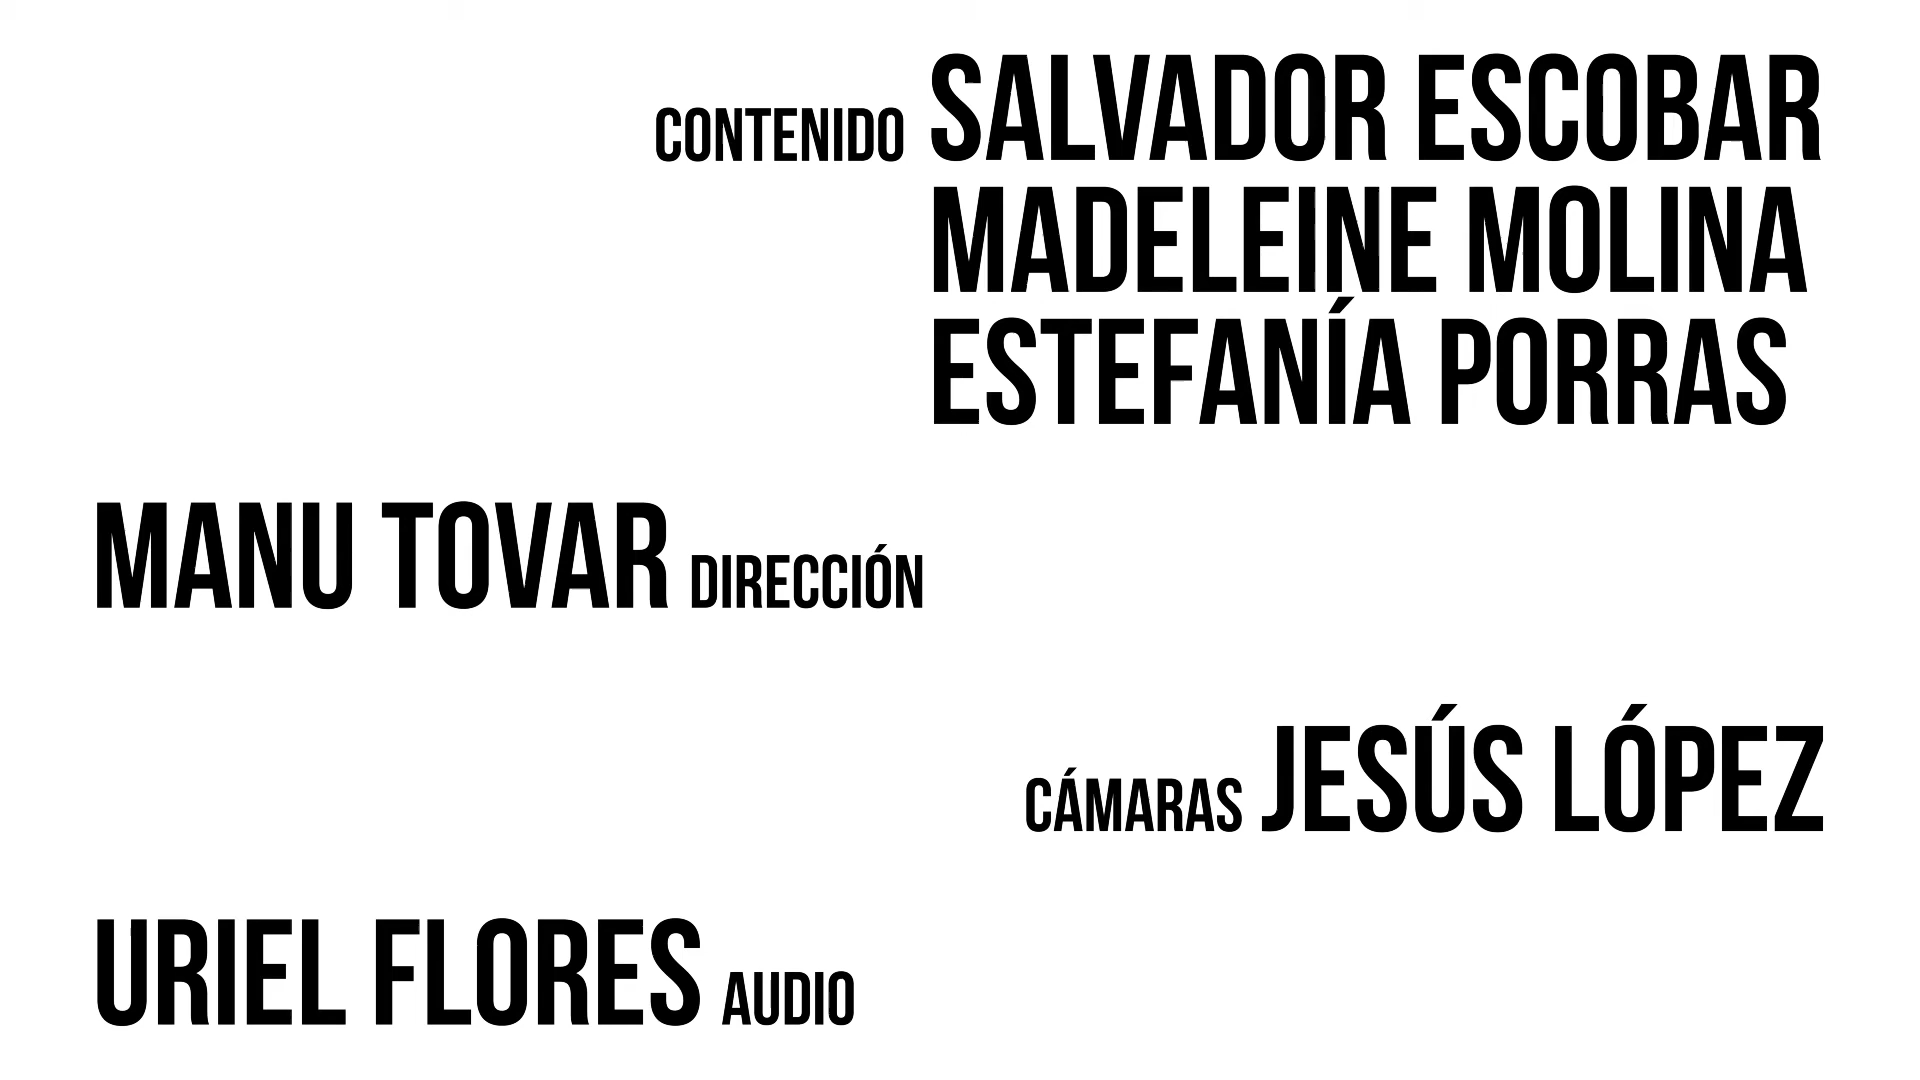 CONTENIDO SALVADOR ESCOBAR
MADELEINE MOLINA
ESTEFANÍA PORRAS
MANU TOVAR DIRECCIÓN
CÁMARAS JESÚS LÓPEZ
URIEL FLORES AUDIO